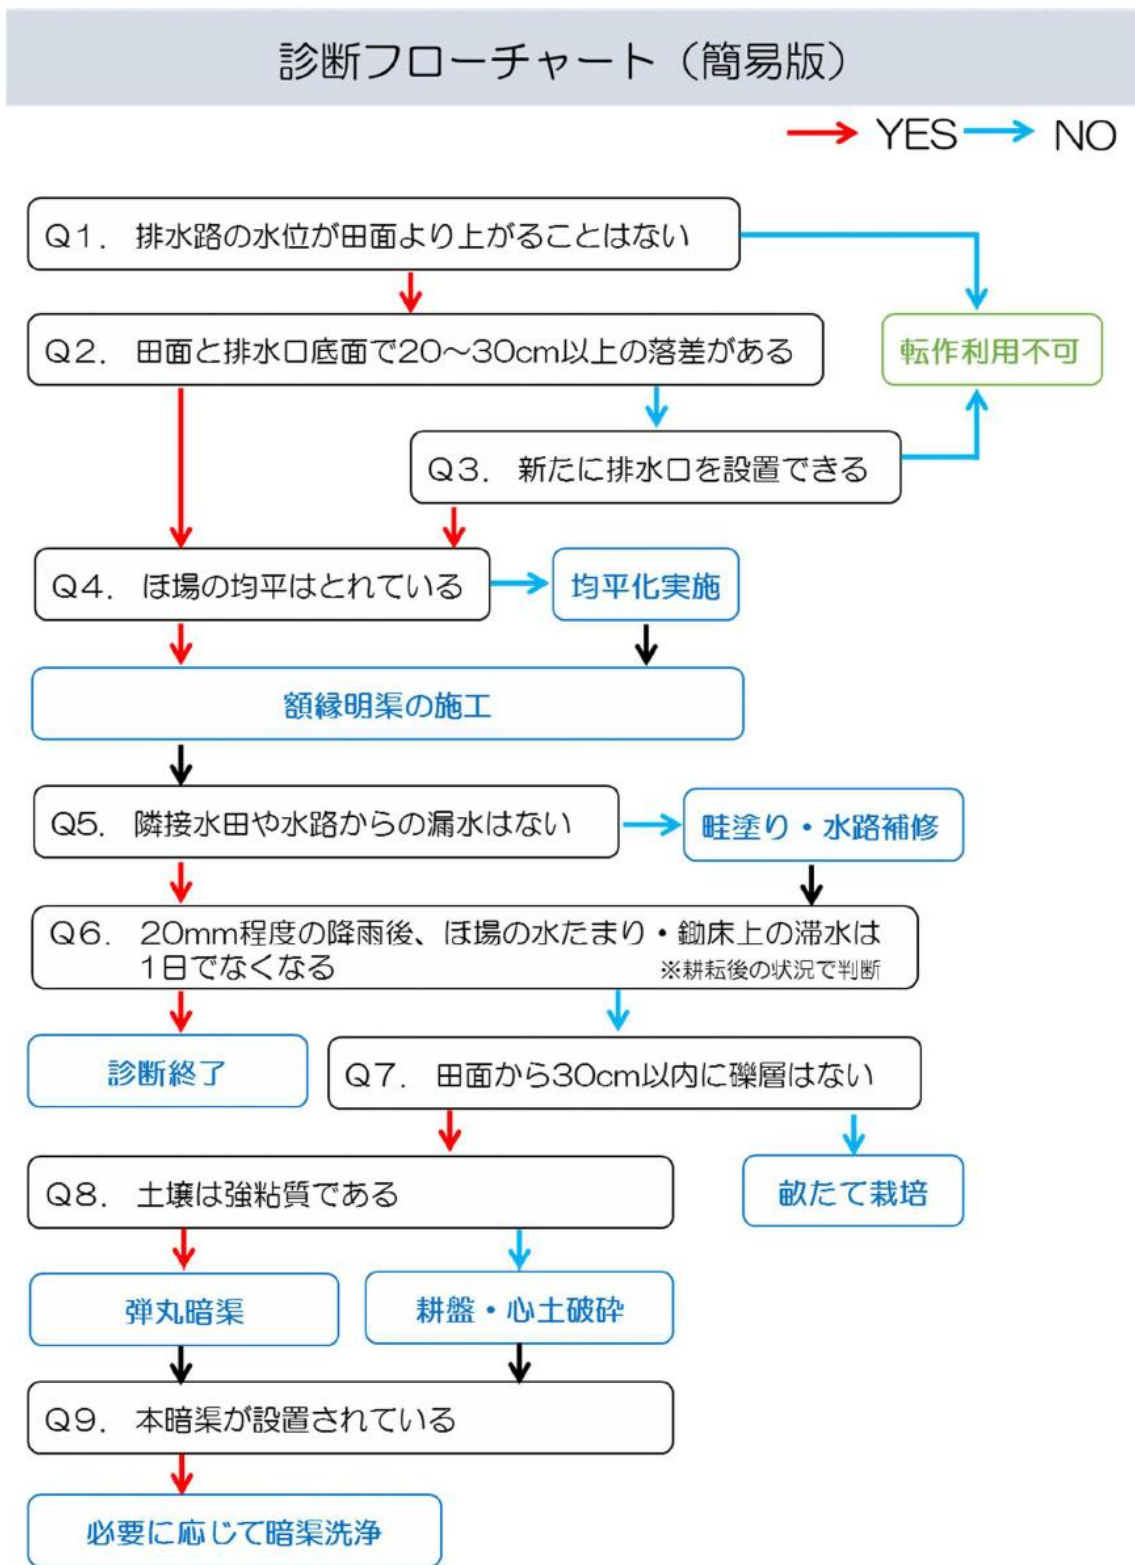 診断フローチャート（簡易版）
YES NO
Q1. 排水路の水位が田面より上がることはない
Q2. 田面と排水口底面で20～30cm以上の落差がある
転作利用不可
Q3. 新たに排水口を設置できる
Q4. ほ場の均平はとれている
均平化実施
額縁明渠の施工
Q5. 隣接水田や水路からの漏水はない
畦塗り・水路補修
Q6. 20mm程度の降雨後、ほ場の水たまり・鋤床上の滞水は
1日でなくなる ※耕耘後の状況で判断
診断終了
Q7. 田面から30cm以内に礫層はない
Q8. 土壌は強粘質である
畝たて栽培
弾丸暗渠
耕盤・心土破砕
Q9. 本暗渠が設置されている
必要に応じて暗渠洗浄